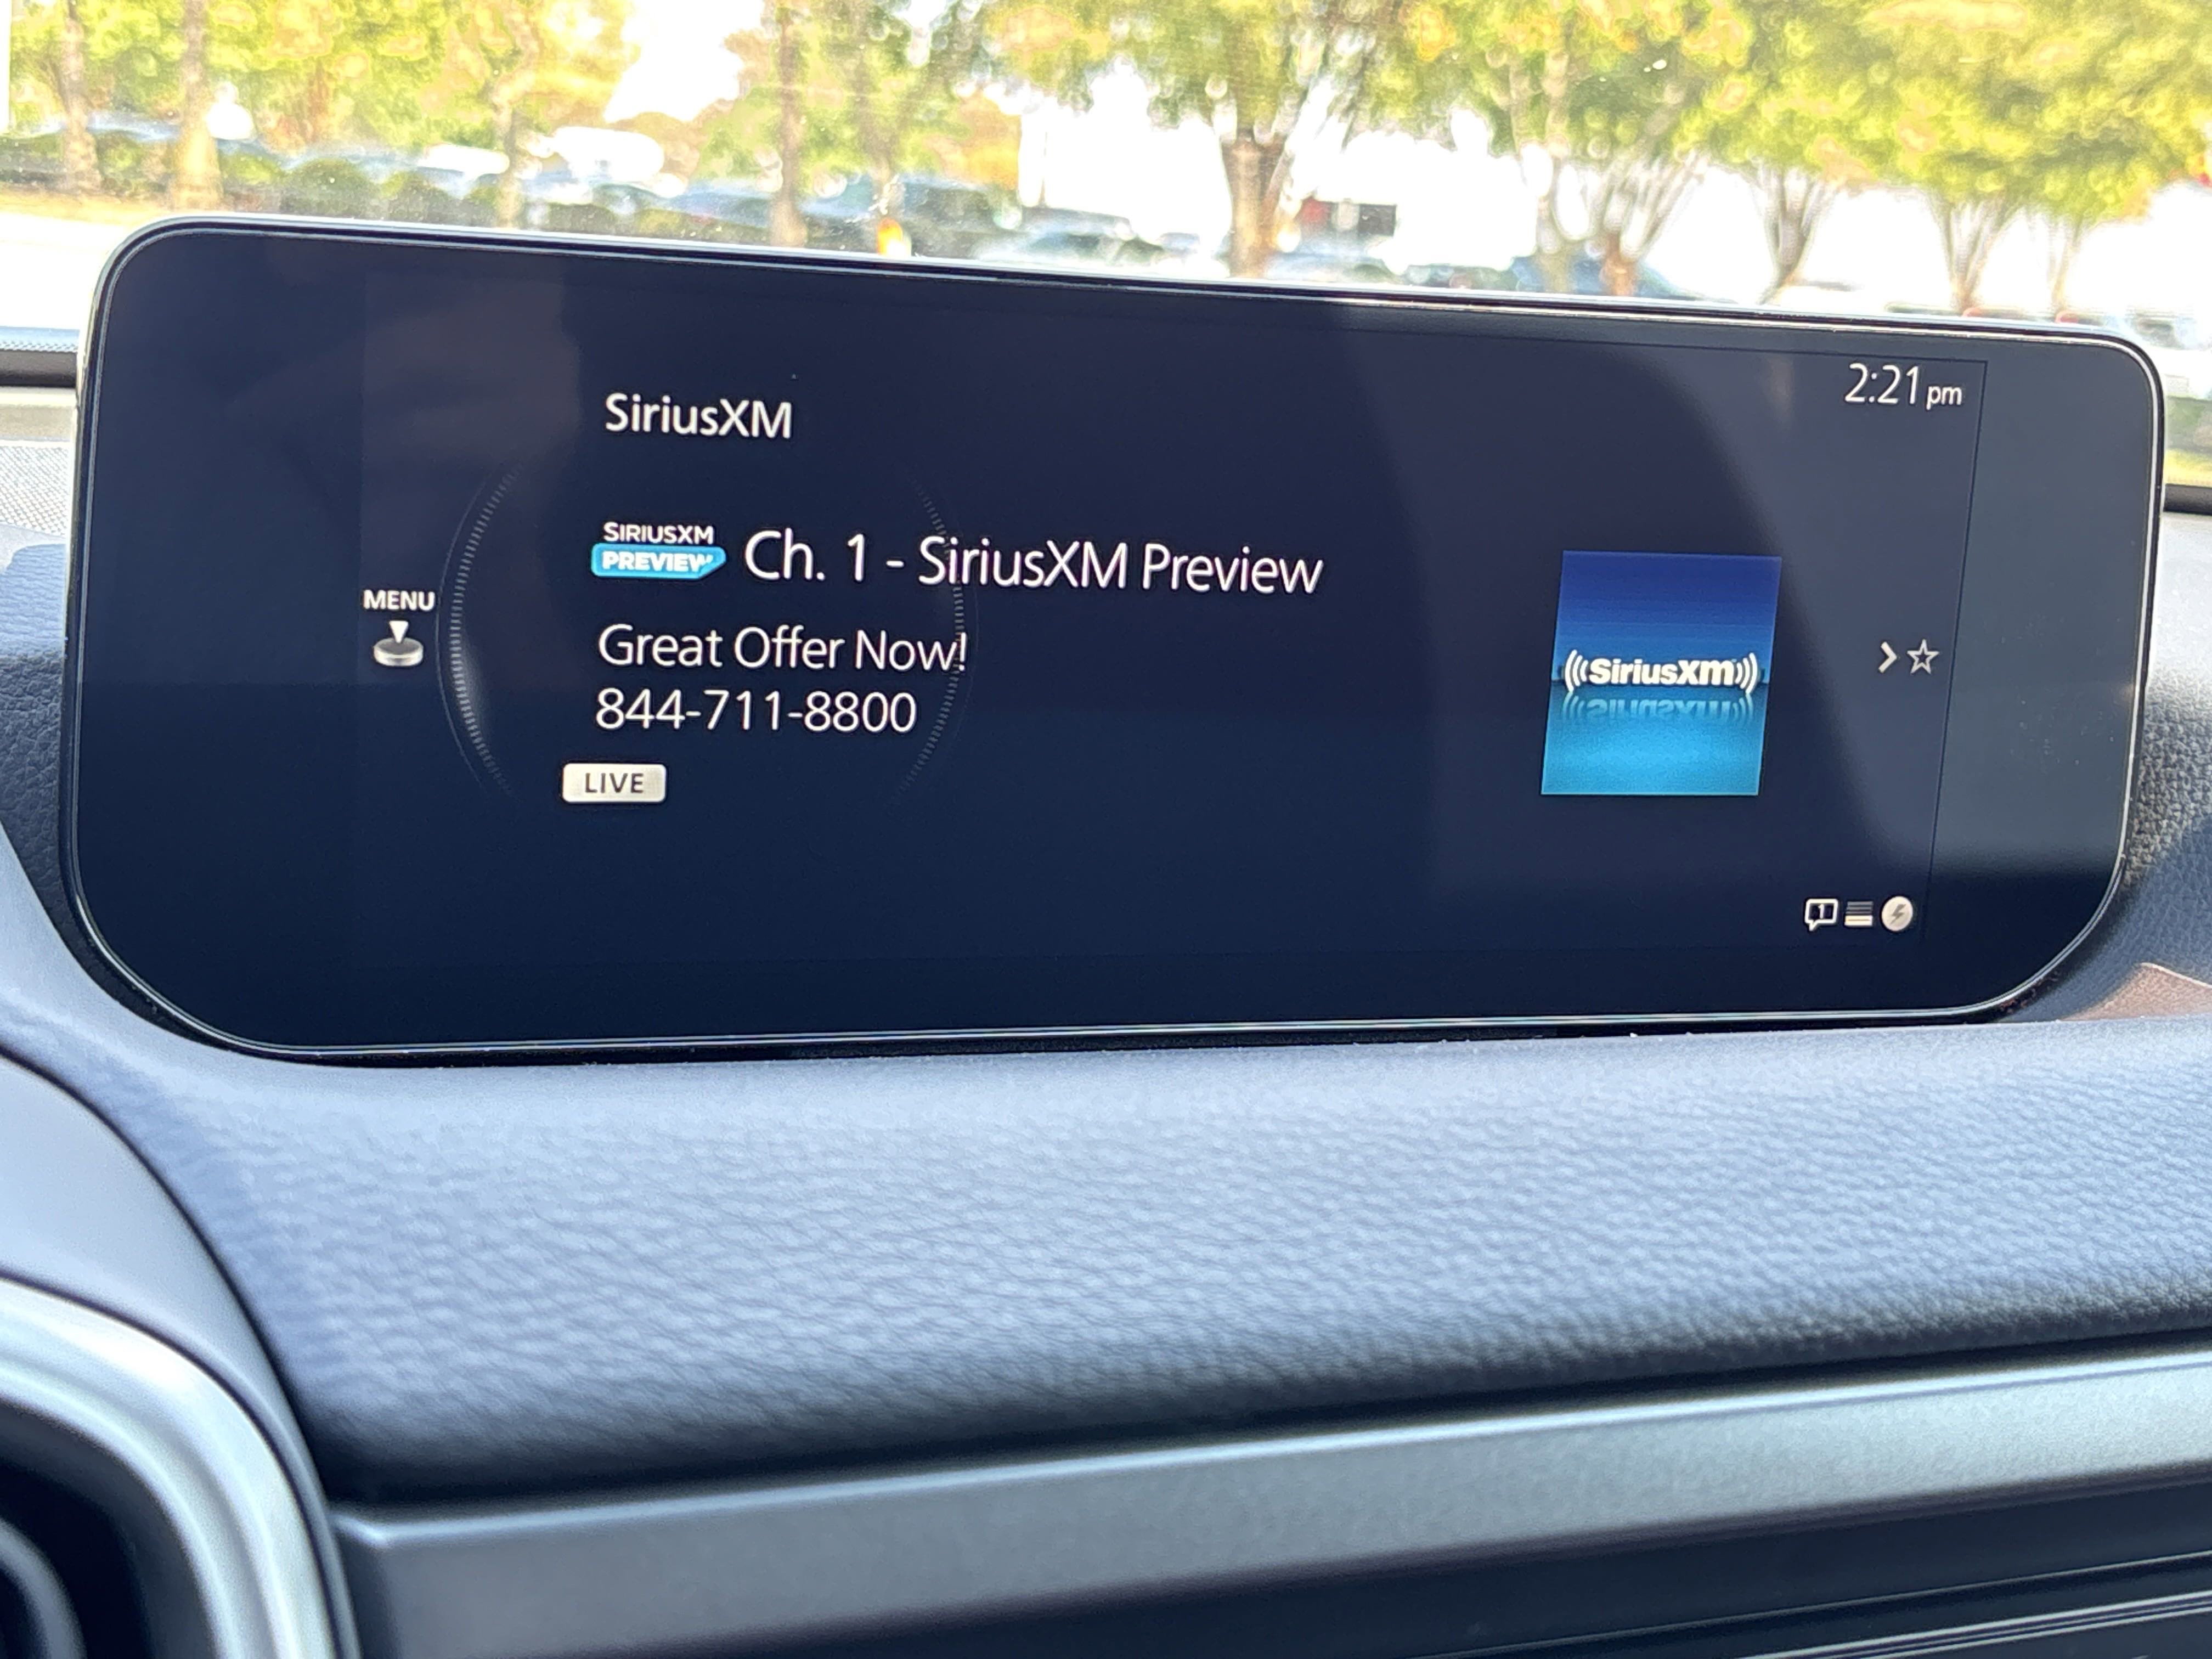 2:21 pm
SiriusXM
SIRIUSXM
PREVIEW
Ch. 1 - SiriusXM Preview
MENU
Great Offer Now!
844-711-8800
((SiriusXM))
LIVE
1